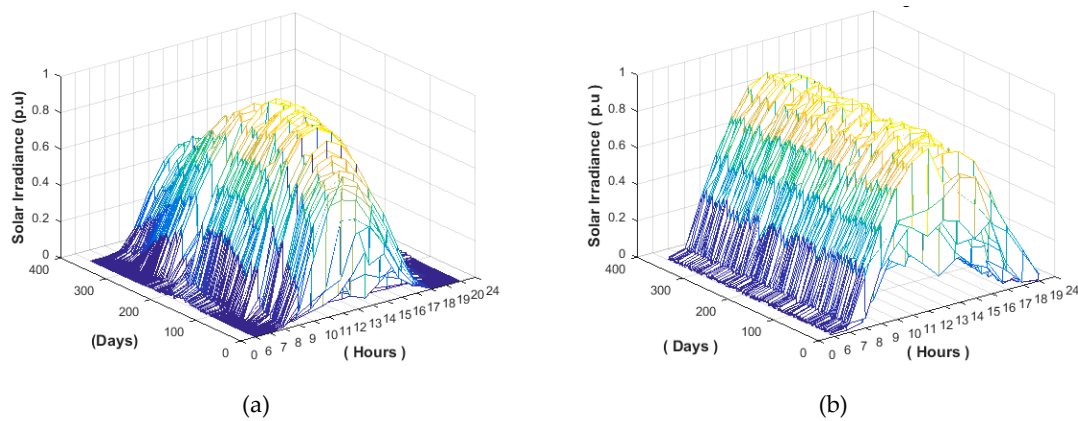 1
0.8
0.6
0.4
0.2
0
Solar Irradiance (p.u)
400
300
200
100
0
(Days)
0 6 7 8 9 10 11 12 13 14 15 16 17 18 19 20 24
( Hours )
(a)
1
0.8
0.6
0.4
0.2
0
Solar Irradiance ( p.u )
400
300
200
100
0
( Days )
0 6 7 8 9 10 11 12 13 14 15 16 17 18 19 24
( Hours )
(b)